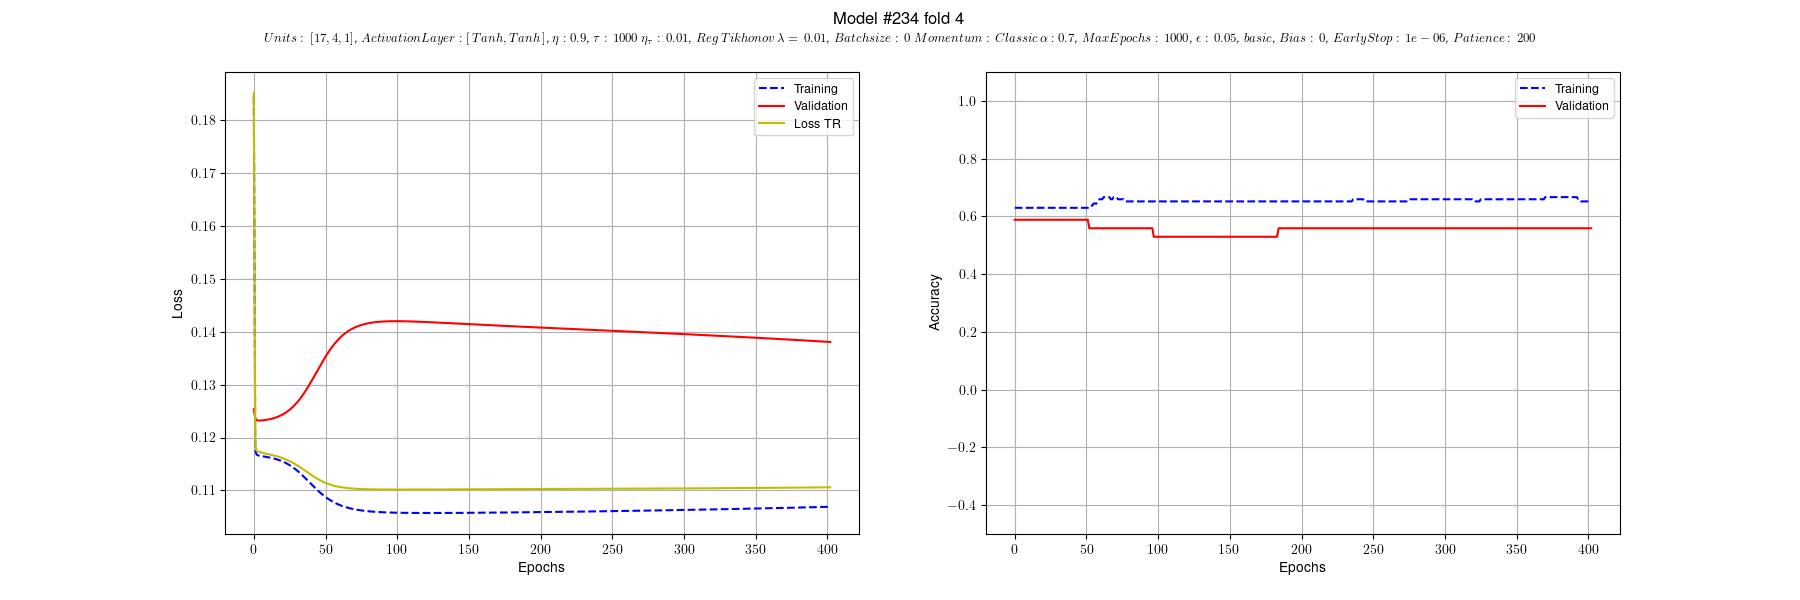 Model #234 fold 4
Units : [17, 4, 1], ActivationLayer : [Tanh, Tanh], η : 0.9, τ : 1000 ητ : 0.01, Reg Tikhonov λ = 0.01, Batchsize : 0 Momentum : Classic α : 0.7, MaxEpochs : 1000, ϵ : 0.05, basic, Bias : 0, EarlyStop : 1e − 06, Patience : 200
Training
Validation
Loss TR
0.18
0.17
0.16
0.15
0.14
0.13
0.12
0.11
Loss
0 50 100 150 200 250 300 350 400
Epochs
Training
Validation
1.0
0.8
0.6
0.4
0.2
0.0
−0.2
−0.4
Accuracy
0 50 100 150 200 250 300 350 400
Epochs